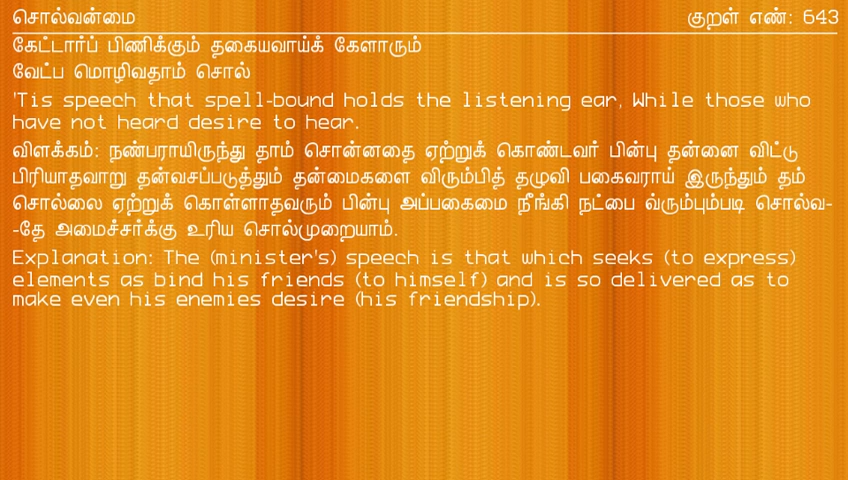 சொல்வன்மை குறள் எண்: 643
கேட்டார்ப் பிணிக்கும் தகையவாய்க் கேளாரும்
வேட்ப மொழிவதாம் சொல்
'Tis speech that spell-bound holds the listening ear, While those who
have not heard desire to hear.
விளக்கம்: நண்பராயிருந்து தாம் சொன்னதை ஏற்றுக் கொண்டவர் பின்பு தன்னை விட்டு
பிரியாதவாறு தன்வசப்படுத்தும் தன்மைகளை விரும்பித் தழுவி பகைவராய் இருந்தும் தம்
சொல்லை ஏற்றுக் கொள்ளாதவரும் பின்பு அப்பகைமை நீங்கி நட்பை வ்ரும்பும்படி சொல்வ-
-தே அமைச்சர்க்கு உரிய சொல்முறையாம்.
Explanation: The (minister's) speech is that which seeks (to express)
elements as bind his friends (to himself) and is so delivered as to
make even his enemies desire (his friendship).